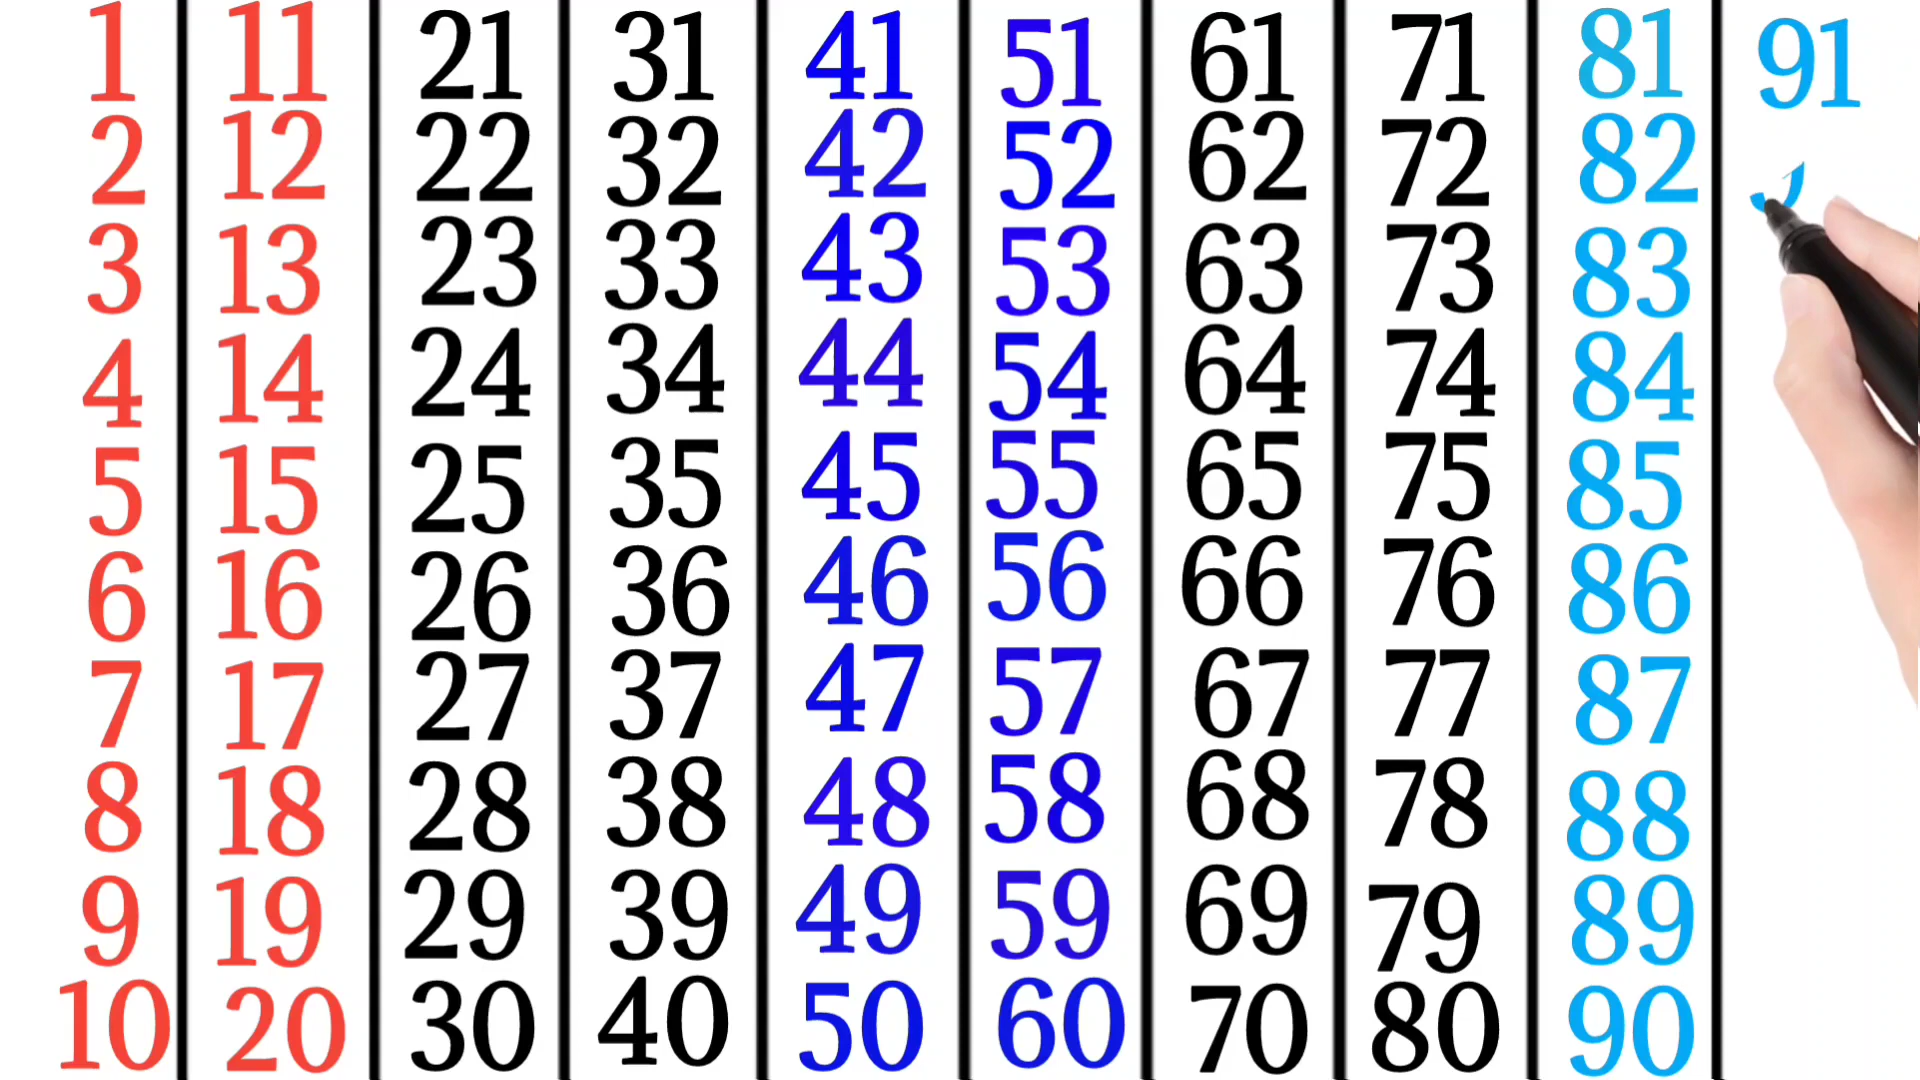 1 11 21 31 41 51 61 71 81 91
2 12 22 32 42 52 62 72 82
3 13 23 33 43 53 63 73 83
4 14 24 34 44 54 64 74 84
5 15 25 35 45 55 65 75 85
6 16 26 36 46 56 66 76 86
7 17 27 37 47 57 67 77 87
8 18 28 38 48 58 68 78 88
9 19 29 39 49 59 69 79 89
10 20 30 40 50 60 70 80 90